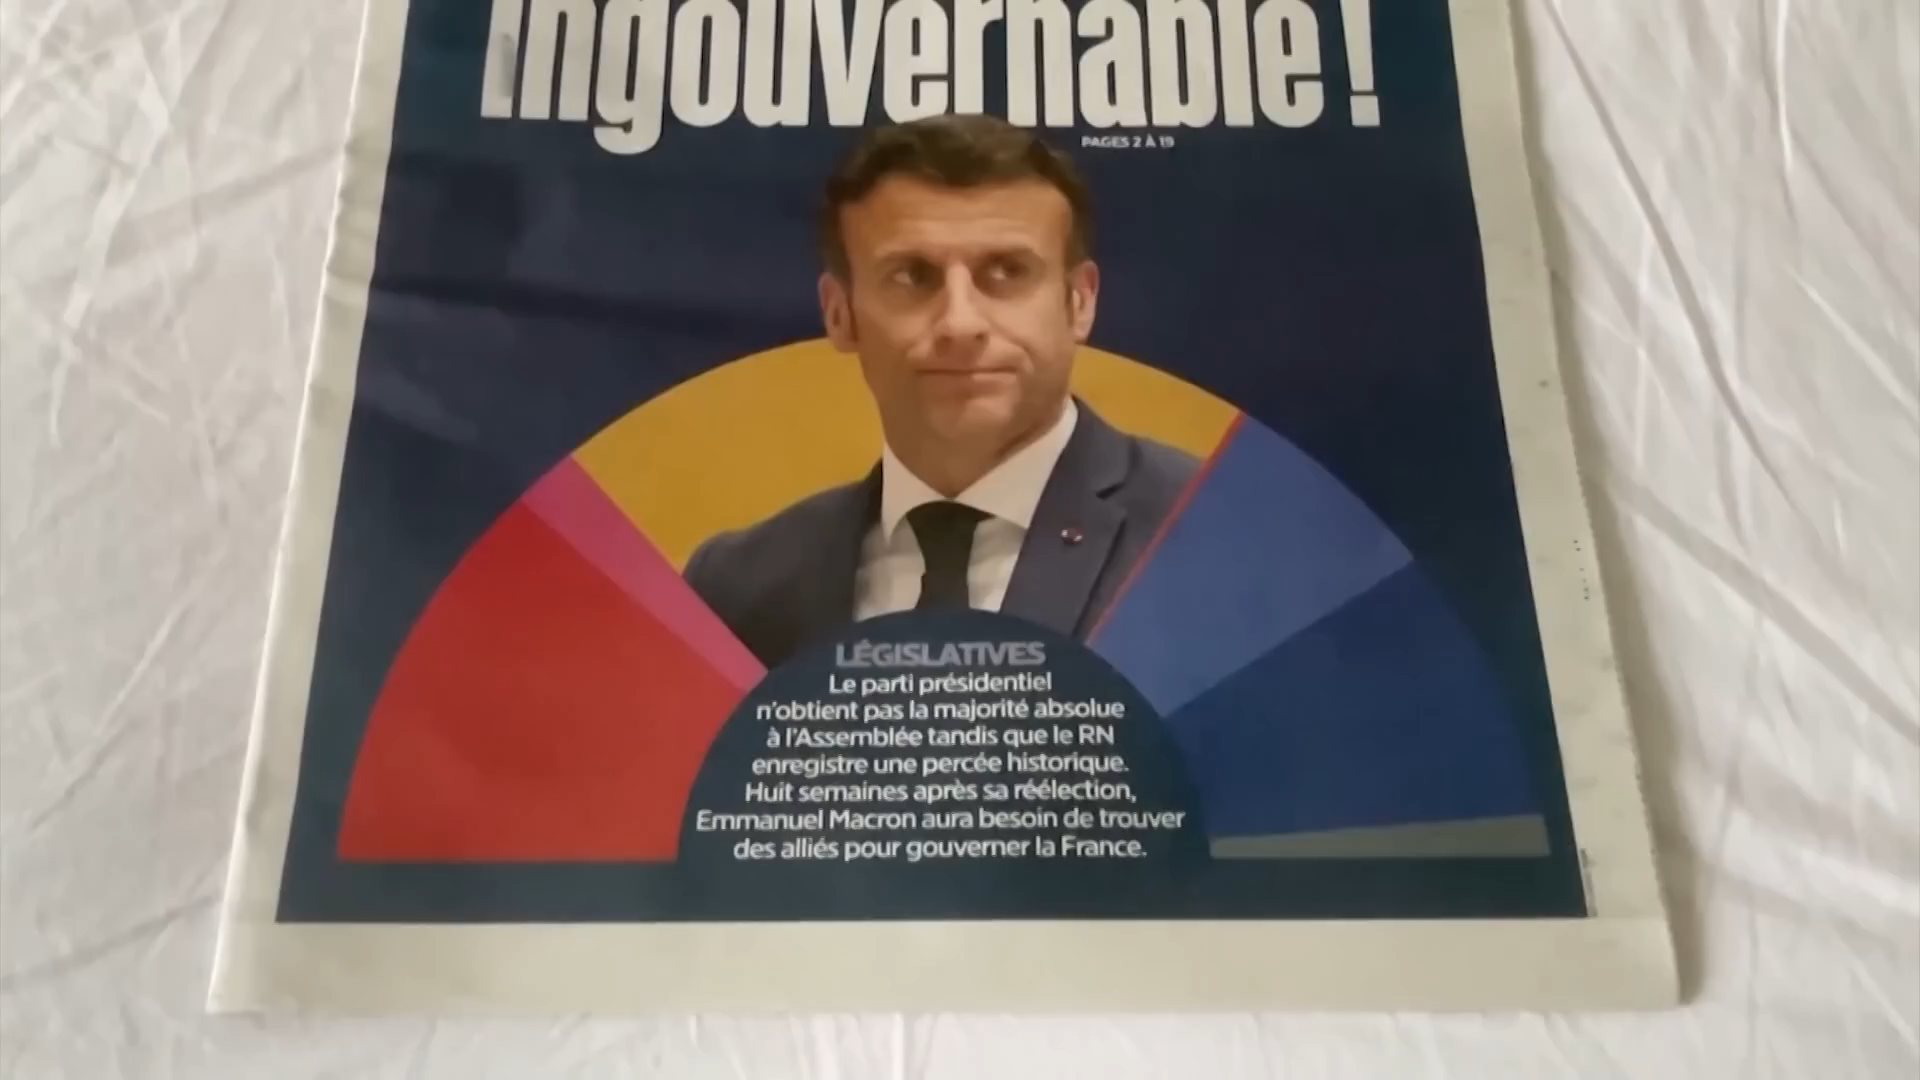 Ingouvernable !
PAGES 2 À 19
LÉGISLATIVES
Le parti présidentiel
n'obtient pas la majorité absolue
à l'Assemblée tandis que le RN
enregistre une percée historique.
Huit semaines après sa réélection,
Emmanuel Macron aura besoin de trouver
des alliés pour gouverner la France.